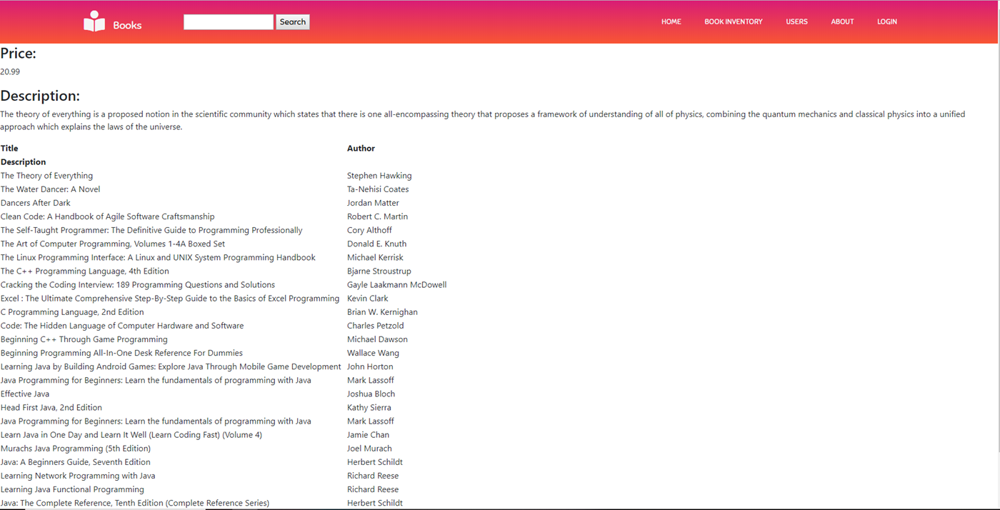 Books Search HOME BOOK INVENTORY USERS ABOUT LOGIN
Price:
20.99
Description:
The theory of everything is a proposed notion in the scientific community which states that there is one all-encompassing theory that proposes a framework of understanding of all of physics, combining the quantum mechanics and classical physics into a unified
approach which explains the laws of the universe.
Title Author
Description
The Theory of Everything Stephen Hawking
The Water Dancer: A Novel Ta-Nehisi Coates
Dancers After Dark Jordan Matter
Clean Code: A Handbook of Agile Software Craftsmanship Robert C. Martin
The Self-Taught Programmer: The Definitive Guide to Programming Professionally Cory Althoff
The Art of Computer Programming, Volumes 1-4A Boxed Set Donald E. Knuth
The Linux Programming Interface: A Linux and UNIX System Programming Handbook Michael Kerrisk
The C++ Programming Language, 4th Edition Bjarne Stroustrup
Cracking the Coding Interview: 189 Programming Questions and Solutions Gayle Laakmann McDowell
Excel : The Ultimate Comprehensive Step-By-Step Guide to the Basics of Excel Programming Kevin Clark
C Programming Language, 2nd Edition Brian W. Kernighan
Code: The Hidden Language of Computer Hardware and Software Charles Petzold
Beginning C++ Through Game Programming Michael Dawson
Beginning Programming All-In-One Desk Reference For Dummies Wallace Wang
Learning Java by Building Android Games: Explore Java Through Mobile Game Development John Horton
Java Programming for Beginners: Learn the fundamentals of programming with Java Mark Lassoff
Effective Java Joshua Bloch
Head First Java, 2nd Edition Kathy Sierra
Java Programming for Beginners: Learn the fundamentals of programming with Java Mark Lassoff
Learn Java in One Day and Learn It Well (Learn Coding Fast) (Volume 4) Jamie Chan
Murachs Java Programming (5th Edition) Joel Murach
Java: A Beginners Guide, Seventh Edition Herbert Schildt
Learning Network Programming with Java Richard Reese
Learning Java Functional Programming Richard Reese
Java: The Complete Reference, Tenth Edition (Complete Reference Series) Herbert Schildt